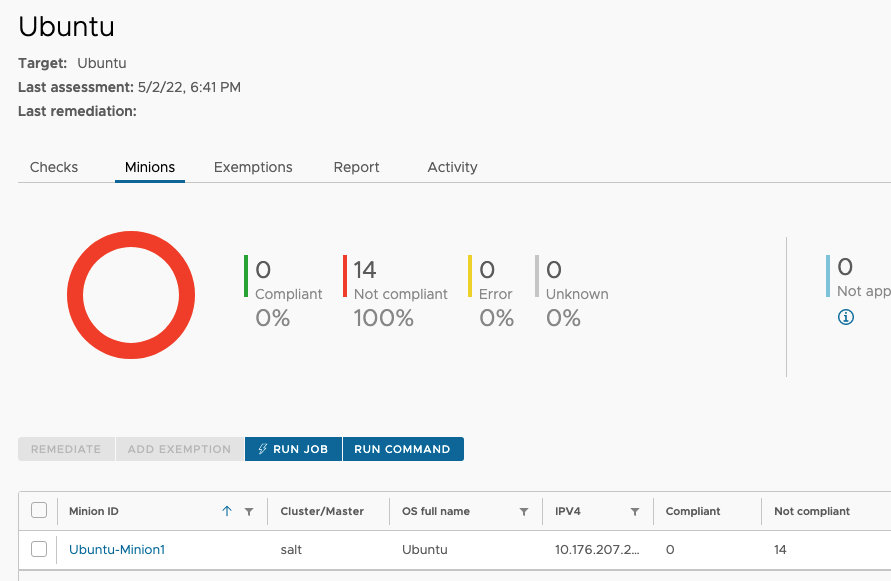 Ubuntu
Target: Ubuntu
Last assessment: 5/2/22, 6:41 PM
Last remediation:
Checks Minions Exemptions Report Activity
0 14 0 0 0
Compliant Not compliant Error Unknown Not app
0% 100% 0% 0%
REMEDIATE ADD EXEMPTION RUN JOB RUN COMMAND
Minion ID Cluster/Master OS full name IPV4 Compliant Not compliant
Ubuntu-Minion1 salt Ubuntu 10.176.207.2... 0 14